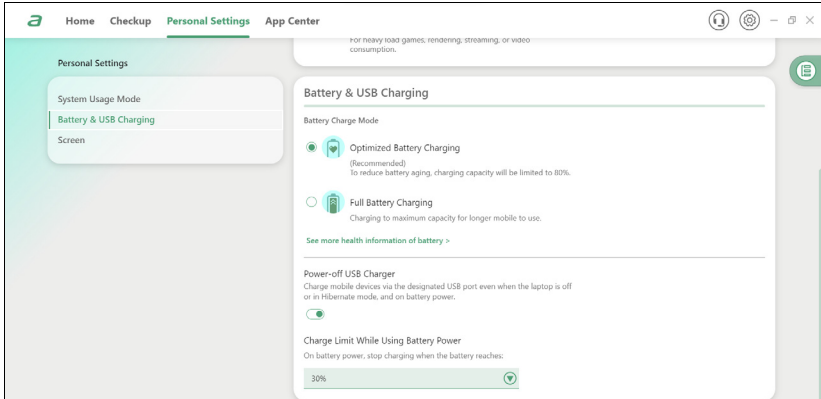 Home Checkup Personal Settings App Center
For heavy load games, rendering, streaming, or video
consumption.
Personal Settings
System Usage Mode
Battery & USB Charging
Screen
Battery & USB Charging
Battery Charge Mode
Optimized Battery Charging
(Recommended)
To reduce battery aging, charging capacity will be limited to 80%.
Full Battery Charging
Charging to maximum capacity for longer mobile to use.
See more health information of battery >
Power-off USB Charger
Charge mobile devices via the designated USB port even when the laptop is off
or in Hibernate mode, and on battery power.
Charge Limit While Using Battery Power
On battery power, stop charging when the battery reaches:
30%